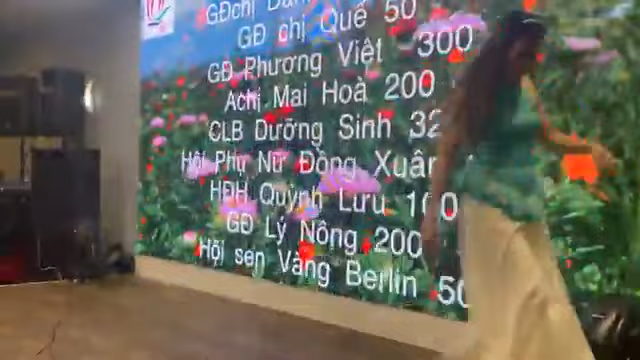 GĐ chị Quế 50
GĐ Phương Việt 300
Achị Mai Hoà 200
CLB Dưỡng Sinh
Hội Phụ Nữ Đồng Xuân
HĐH Quỳnh Lưu
GĐ Lý Nông 200
Hội sen Vàng Berlin